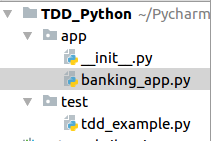 TDD_Python ~/Pycharm
app
__init__.py
banking_app.py
test
tdd_example.py